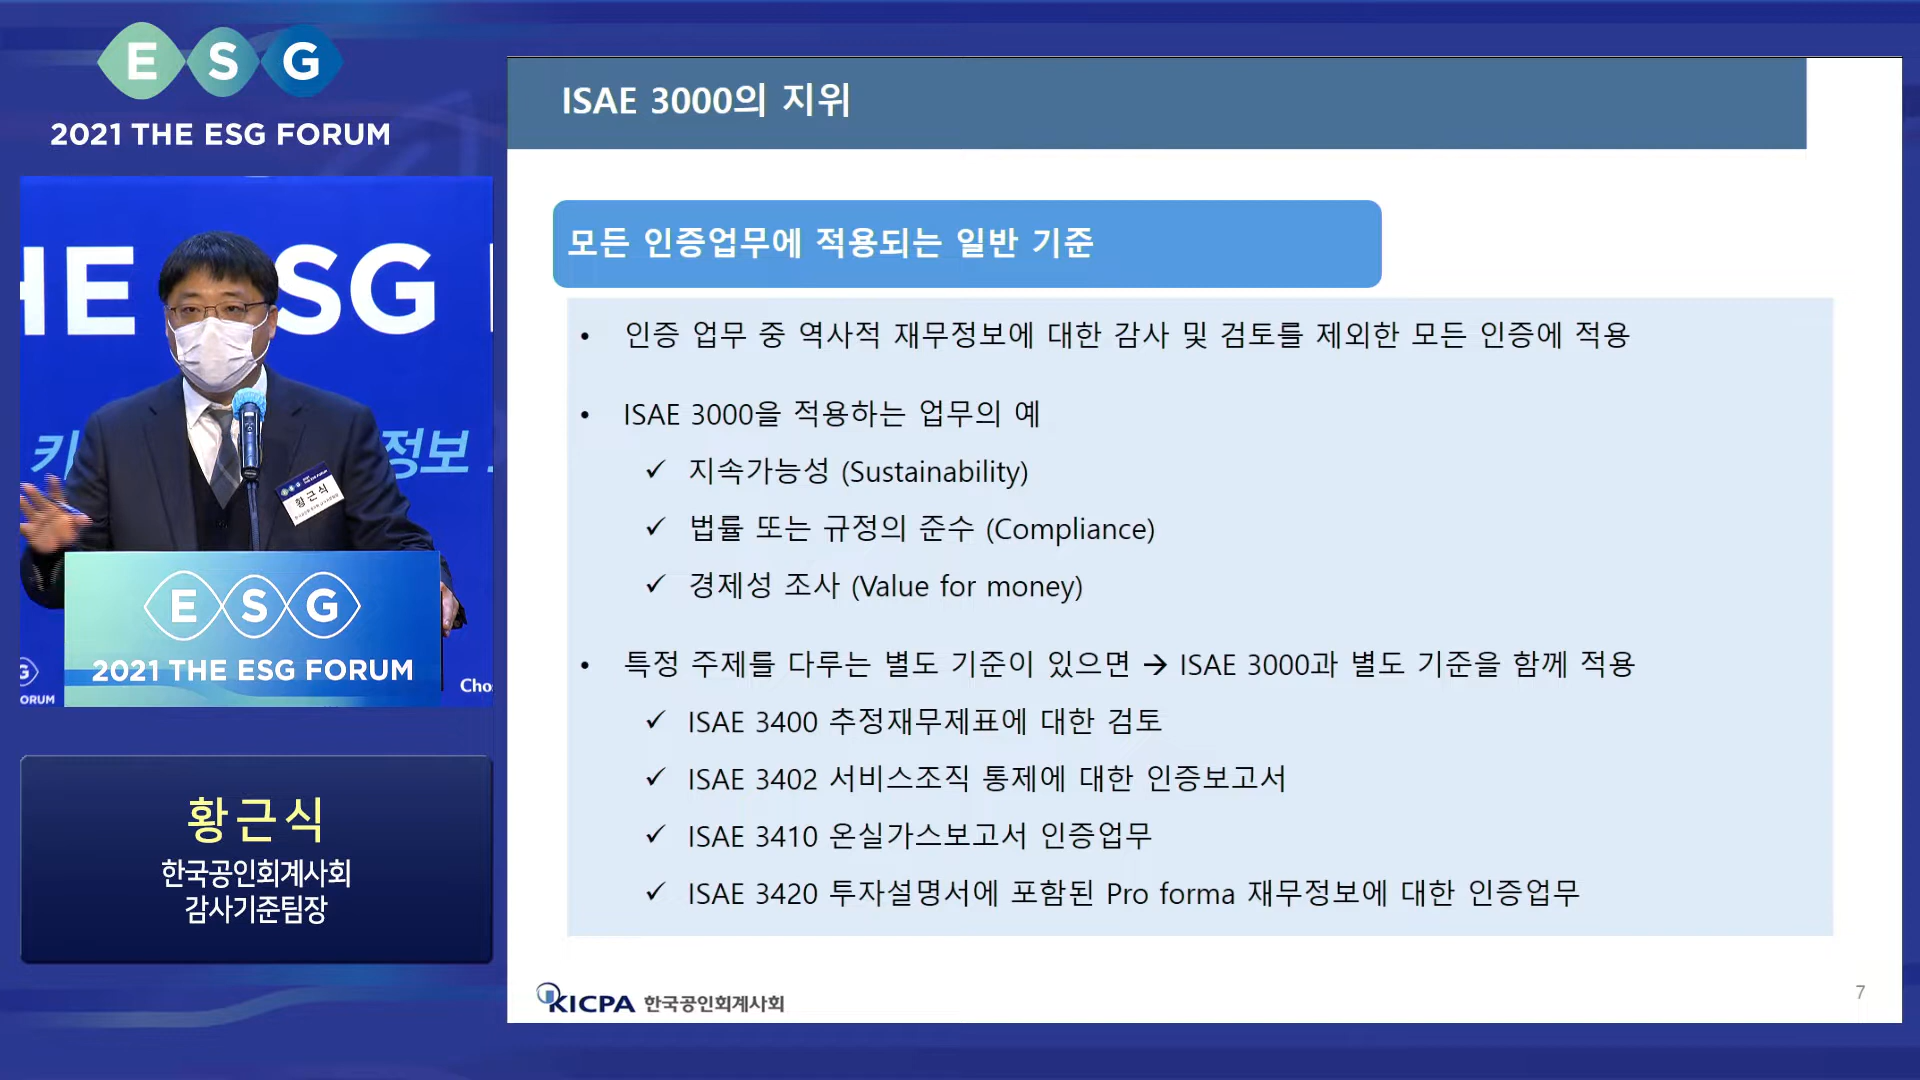 E S G
2021 THE ESG FORUM
HE ESG
정보
황근식
E S G
2021 THE ESG FORUM
G
ORUM
Cho
황근식
한국공인회계사회
감사기준팀장
ISAE 3000의 지위
모든 인증업무에 적용되는 일반 기준
• 인증 업무 중 역사적 재무정보에 대한 감사 및 검토를 제외한 모든 인증에 적용
• ISAE 3000을 적용하는 업무의 예
✓ 지속가능성 (Sustainability)
✓ 법률 또는 규정의 준수 (Compliance)
✓ 경제성 조사 (Value for money)
• 특정 주제를 다루는 별도 기준이 있으면 → ISAE 3000과 별도 기준을 함께 적용
✓ ISAE 3400 추정재무제표에 대한 검토
✓ ISAE 3402 서비스조직 통제에 대한 인증보고서
✓ ISAE 3410 온실가스보고서 인증업무
✓ ISAE 3420 투자설명서에 포함된 Pro forma 재무정보에 대한 인증업무
KICPA 한국공인회계사회
7